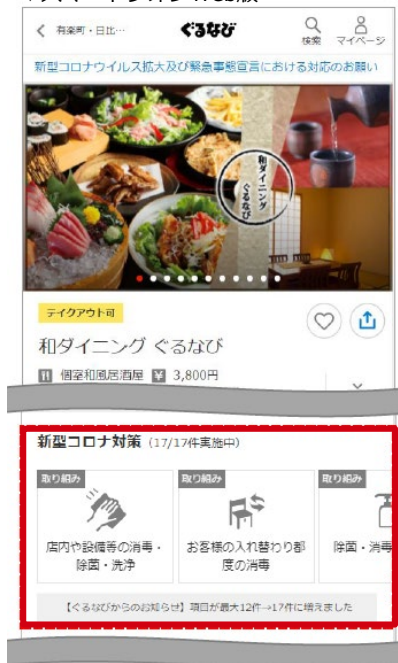 有楽町・日比…
ぐるなび
検索
マイページ
新型コロナウイルス拡大及び緊急事態宣言における対応のお願い
和ダイニング
ぐるなび
テイクアウト可
和ダイニング ぐるなび
個室和風居酒屋 ¥ 3,800円
新型コロナ対策 (17/17件実施中)
取り組み
取り組み
取り組み
店内や設備等の消毒・
除菌・洗浄
お客様の入れ替わり都
度の消毒
除菌・消毒
【ぐるなびからのお知らせ】項目が最大12件→17件に増えました